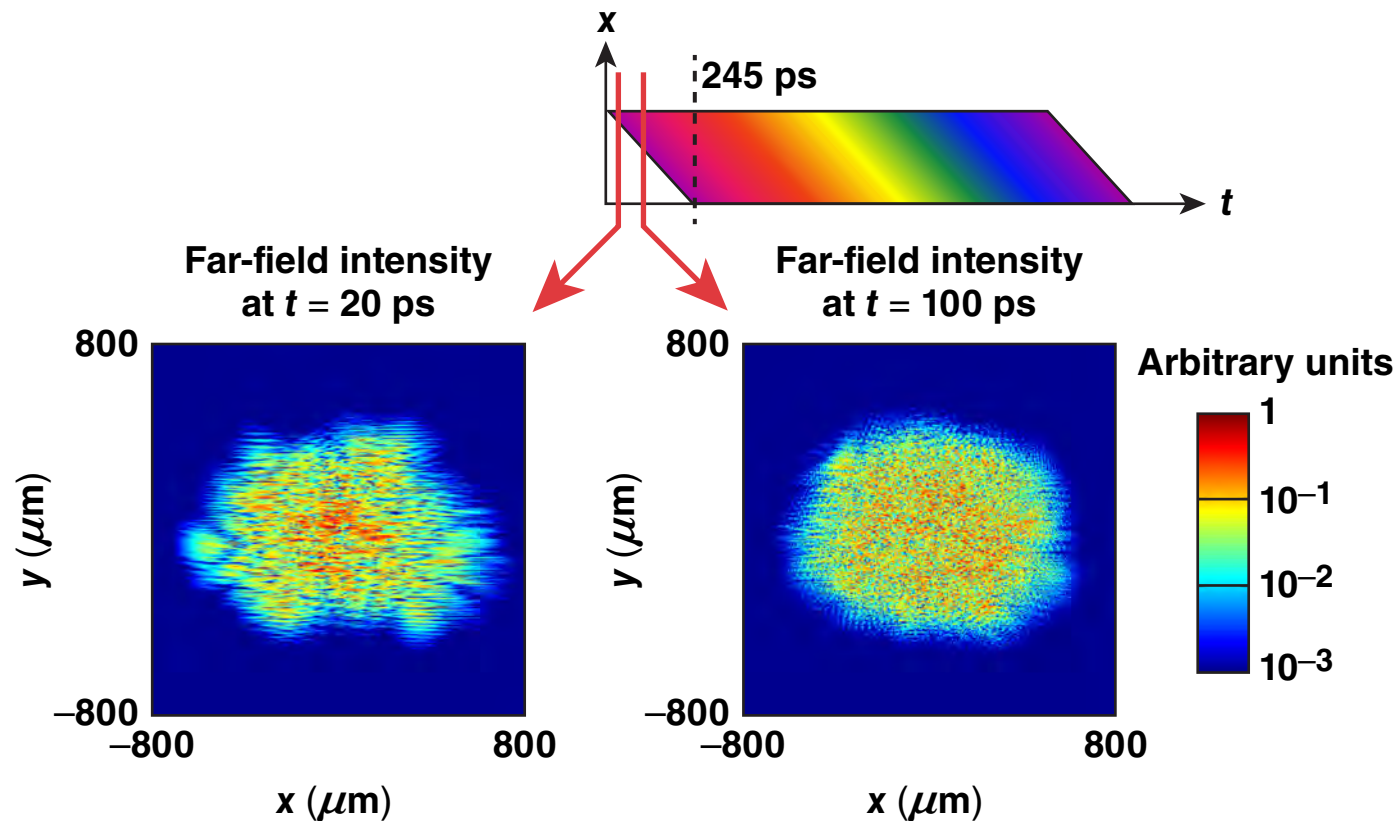 x
245 ps
t
Far-field intensity
at t = 20 ps
Far-field intensity
at t = 100 ps
800
y (μm)
–800
–800
800
x (μm)
800
y (μm)
–800
–800
800
x (μm)
Arbitrary units
1
10⁻¹
10⁻²
10⁻³